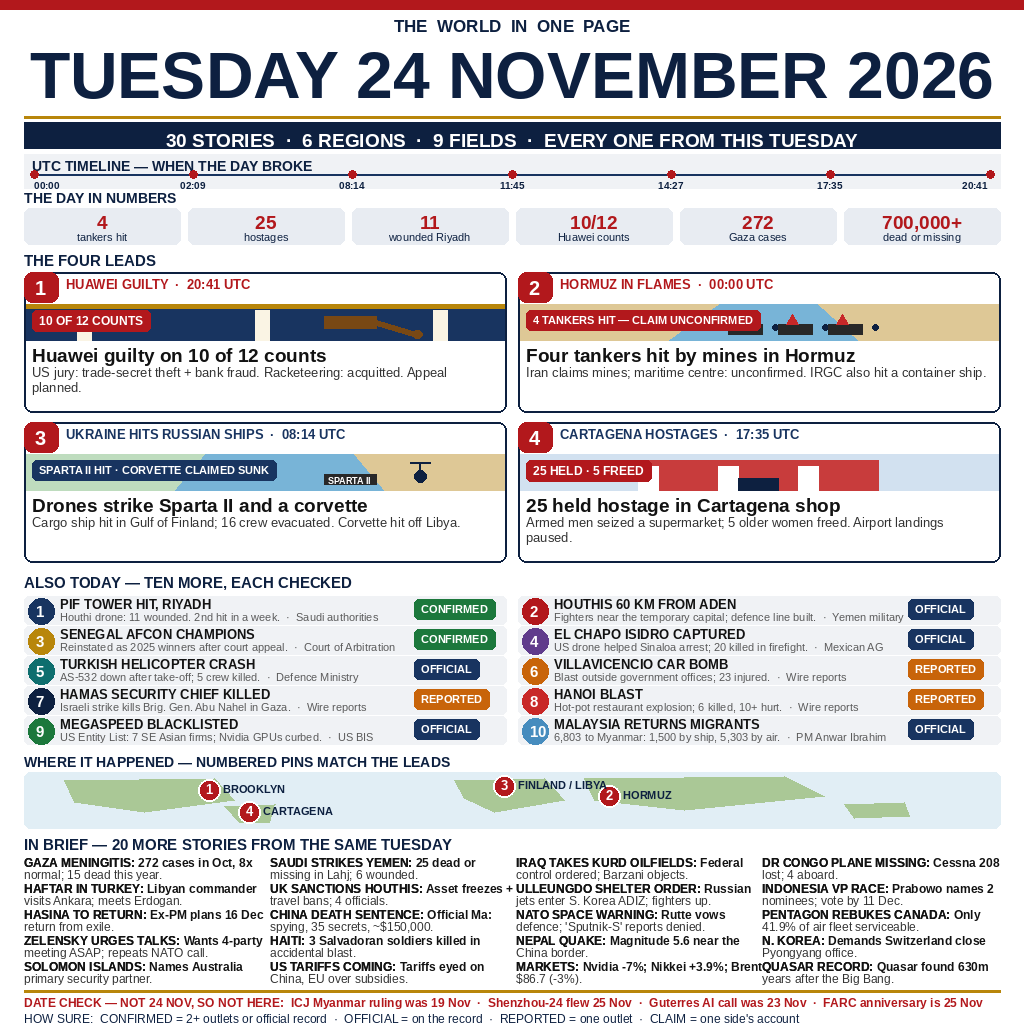 THE WORLD IN ONE PAGE
TUESDAY 24 NOVEMBER 2026
30 STORIES · 6 REGIONS · 9 FIELDS · EVERY ONE FROM THIS TUESDAY
UTC TIMELINE — WHEN THE DAY BROKE
00:00 02:09 08:14 11:45 14:27 17:35 20:41
THE DAY IN NUMBERS
4 25 11 10/12 272 700,000+
tankers hit hostages wounded Riyadh Huawei counts Gaza cases dead or missing
THE FOUR LEADS
1 HUAWEI GUILTY · 20:41 UTC
10 OF 12 COUNTS
Huawei guilty on 10 of 12 counts
US jury: trade-secret theft + bank fraud. Racketeering: acquitted. Appeal
planned.
2 HORMUZ IN FLAMES · 00:00 UTC
4 TANKERS HIT — CLAIM UNCONFIRMED
Four tankers hit by mines in Hormuz
Iran claims mines; maritime centre: unconfirmed. IRGC also hit a container ship.
3 UKRAINE HITS RUSSIAN SHIPS · 08:14 UTC
SPARTA II HIT · CORVETTE CLAIMED SUNK
SPARTA II
Drones strike Sparta II and a corvette
Cargo ship hit in Gulf of Finland; 16 crew evacuated. Corvette hit off Libya.
4 CARTAGENA HOSTAGES · 17:35 UTC
25 HELD · 5 FREED
25 held hostage in Cartagena shop
Armed men seized a supermarket; 5 older women freed. Airport landings
paused.
ALSO TODAY — TEN MORE, EACH CHECKED
1 PIF TOWER HIT, RIYADH CONFIRMED
Houthi drone: 11 wounded. 2nd hit in a week. · Saudi authorities
2 HOUTHIS 60 KM FROM ADEN OFFICIAL
Fighters near the temporary capital; defence line built. · Yemen military
3 SENEGAL AFCON CHAMPIONS CONFIRMED
Reinstated as 2025 winners after court appeal. · Court of Arbitration
4 EL CHAPO ISIDRO CAPTURED OFFICIAL
US drone helped Sinaloa arrest; 20 killed in firefight. · Mexican AG
5 TURKISH HELICOPTER CRASH OFFICIAL
AS-532 down after take-off; 5 crew killed. · Defence Ministry
6 VILLAVICENCIO CAR BOMB REPORTED
Blast outside government offices; 23 injured. · Wire reports
7 HAMAS SECURITY CHIEF KILLED REPORTED
Israeli strike kills Brig. Gen. Abu Nahel in Gaza. · Wire reports
8 HANOI BLAST REPORTED
Hot-pot restaurant explosion; 6 killed, 10+ hurt. · Wire reports
9 MEGASPEED BLACKLISTED OFFICIAL
US Entity List: 7 SE Asian firms; Nvidia GPUs curbed. · US BIS
10 MALAYSIA RETURNS MIGRANTS OFFICIAL
6,803 to Myanmar: 1,500 by ship, 5,303 by air. · PM Anwar Ibrahim
WHERE IT HAPPENED — NUMBERED PINS MATCH THE LEADS
1 BROOKLYN
4 CARTAGENA
3 FINLAND / LIBYA
2 HORMUZ
IN BRIEF — 20 MORE STORIES FROM THE SAME TUESDAY
GAZA MENINGITIS: 272 cases in Oct, 8x
normal; 15 dead this year.
HAFTAR IN TURKEY: Libyan commander
visits Ankara; meets Erdogan.
HASINA TO RETURN: Ex-PM plans 16 Dec
return from exile.
ZELENSKY URGES TALKS: Wants 4-party
meeting ASAP; repeats NATO call.
SOLOMON ISLANDS: Names Australia
primary security partner.
SAUDI STRIKES YEMEN: 25 dead or
missing in Lahj; 6 wounded.
UK SANCTIONS HOUTHIS: Asset freezes +
travel bans; 4 officials.
CHINA DEATH SENTENCE: Official Ma:
spying, 35 secrets, ~$150,000.
HAITI: 3 Salvadoran soldiers killed in
accidental blast.
US TARIFFS COMING: Tariffs eyed on
China, EU over subsidies.
IRAQ TAKES KURD OILFIELDS: Federal
control ordered; Barzani objects.
ULLEUNGDO SHELTER ORDER: Russian
jets enter S. Korea ADIZ; fighters up.
NATO SPACE WARNING: Rutte vows
defence; 'Sputnik-S' reports denied.
NEPAL QUAKE: Magnitude 5.6 near the
China border.
MARKETS: Nvidia -7%; Nikkei +3.9%; Brent
$86.7 (-3%).
DR CONGO PLANE MISSING: Cessna 208
lost; 4 aboard.
INDONESIA VP RACE: Prabowo names 2
nominees; vote by 11 Dec.
PENTAGON REBUKES CANADA: Only
41.9% of air fleet serviceable.
N. KOREA: Demands Switzerland close
Pyongyang office.
QUASAR RECORD: Quasar found 630m
years after the Big Bang.
DATE CHECK — NOT 24 NOV, SO NOT HERE: ICJ Myanmar ruling was 19 Nov · Shenzhou-24 flew 25 Nov · Guterres AI call was 23 Nov · FARC anniversary is 25 Nov
HOW SURE: CONFIRMED = 2+ outlets or official record · OFFICIAL = on the record · REPORTED = one outlet · CLAIM = one side's account